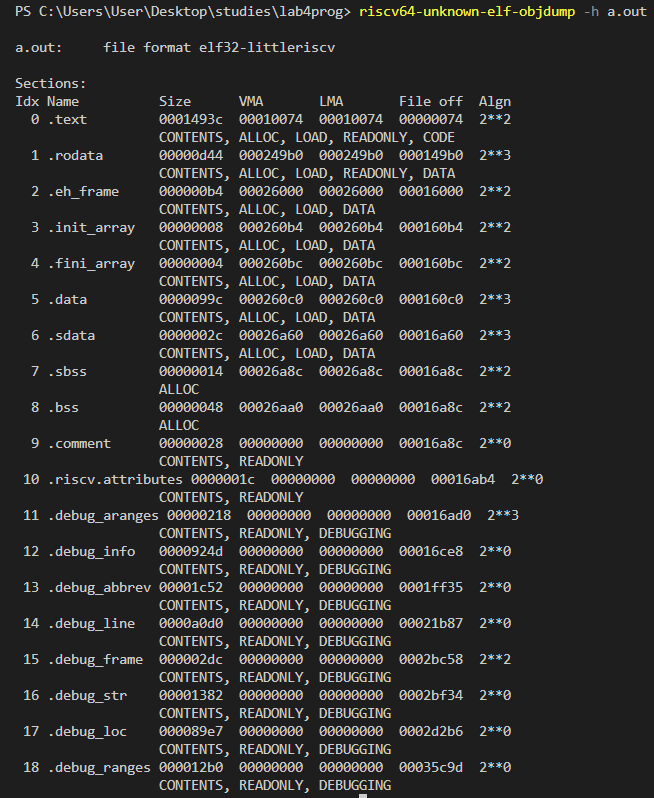 PS C:\Users\User\Desktop\studies\lab4prog> riscv64-unknown-elf-objdump -h a.out
a.out:     file format elf32-littleriscv
Sections:
Idx Name          Size      VMA       LMA       File off  Algn
  0 .text         0001493c  00010074  00010074  00000074  2**2
                  CONTENTS, ALLOC, LOAD, READONLY, CODE
  1 .rodata       00000d44  000249b0  000249b0  000149b0  2**3
                  CONTENTS, ALLOC, LOAD, READONLY, DATA
  2 .eh_frame     000000b4  00026000  00026000  00016000  2**2
                  CONTENTS, ALLOC, LOAD, DATA
  3 .init_array   00000008  000260b4  000260b4  000160b4  2**2
                  CONTENTS, ALLOC, LOAD, DATA
  4 .fini_array   00000004  000260bc  000260bc  000160bc  2**2
                  CONTENTS, ALLOC, LOAD, DATA
  5 .data         0000099c  000260c0  000260c0  000160c0  2**3
                  CONTENTS, ALLOC, LOAD, DATA
  6 .sdata        0000002c  00026a60  00026a60  00016a60  2**3
                  CONTENTS, ALLOC, LOAD, DATA
  7 .sbss         00000014  00026a8c  00026a8c  00016a8c  2**2
                  ALLOC
  8 .bss          00000048  00026aa0  00026aa0  00016a8c  2**2
                  ALLOC
  9 .comment      00000028  00000000  00000000  00016a8c  2**0
                  CONTENTS, READONLY
 10 .riscv.attributes 0000001c  00000000  00000000  00016ab4  2**0
                  CONTENTS, READONLY
 11 .debug_aranges 00000218  00000000  00000000  00016ad0  2**3
                  CONTENTS, READONLY, DEBUGGING
 12 .debug_info   0000924d  00000000  00000000  00016ce8  2**0
                  CONTENTS, READONLY, DEBUGGING
 13 .debug_abbrev 00001c52  00000000  00000000  0001ff35  2**0
                  CONTENTS, READONLY, DEBUGGING
 14 .debug_line   0000a0d0  00000000  00000000  00021b87  2**0
                  CONTENTS, READONLY, DEBUGGING
 15 .debug_frame  000002dc  00000000  00000000  0002bc58  2**2
                  CONTENTS, READONLY, DEBUGGING
 16 .debug_str    00001382  00000000  00000000  0002bf34  2**0
                  CONTENTS, READONLY, DEBUGGING
 17 .debug_loc    000089e7  00000000  00000000  0002d2b6  2**0
                  CONTENTS, READONLY, DEBUGGING
 18 .debug_ranges 000012b0  00000000  00000000  00035c9d  2**0
                  CONTENTS, READONLY, DEBUGGING